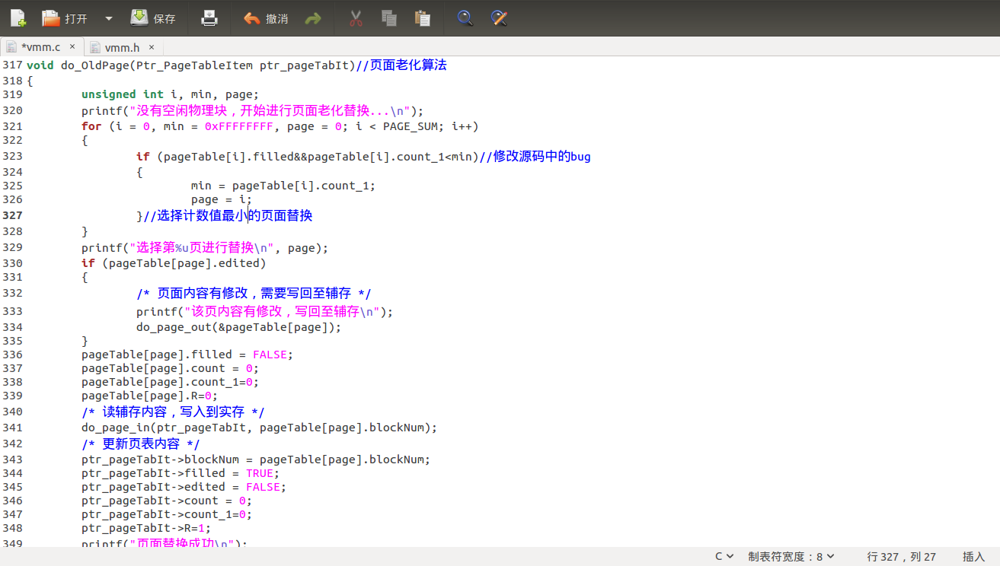 打开 保存 撤消
*vmm.c × vmm.h ×
317 void do_OldPage(Ptr_PageTableItem ptr_pageTabIt)//页面老化算法
318 {
319 unsigned int i, min, page;
320 printf("没有空闲物理块，开始进行页面老化替换...\n");
321 for (i = 0, min = 0xFFFFFFFF, page = 0; i < PAGE_SUM; i++)
322 {
323 if (pageTable[i].filled&&pageTable[i].count_1<min)//修改源码中的bug
324 {
325 min = pageTable[i].count_1;
326 page = i;
327 }//选择计数值最小的页面替换
328 }
329 printf("选择第%u页进行替换\n", page);
330 if (pageTable[page].edited)
331 {
332 /* 页面内容有修改，需要写回至辅存 */
333 printf("该页内容有修改，写回至辅存\n");
334 do_page_out(&pageTable[page]);
335 }
336 pageTable[page].filled = FALSE;
337 pageTable[page].count = 0;
338 pageTable[page].count_1=0;
339 pageTable[page].R=0;
340 /* 读辅存内容，写入到实存 */
341 do_page_in(ptr_pageTabIt, pageTable[page].blockNum);
342 /* 更新页表内容 */
343 ptr_pageTabIt->blockNum = pageTable[page].blockNum;
344 ptr_pageTabIt->filled = TRUE;
345 ptr_pageTabIt->edited = FALSE;
346 ptr_pageTabIt->count = 0;
347 ptr_pageTabIt->count_1=0;
348 ptr_pageTabIt->R=1;
349 printf("页面替换成功\n");
C 制表符宽度：8 行 327，列 27 插入